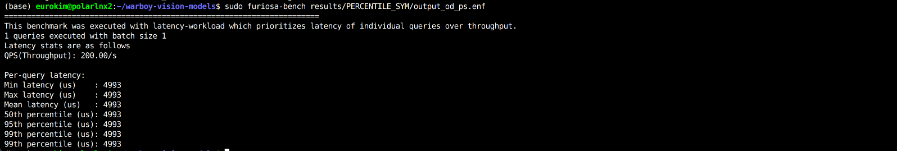 (base) eurokim@polarlnx2:~/warboy-vision-models$ sudo furiosa-bench results/PERCENTILE_SYM/output_od_ps.enf
======================================================================
This benchmark was executed with latency-workload which prioritizes latency of individual queries over throughput.
1 queries executed with batch size 1
Latency stats are as follows
QPS(Throughput): 200.00/s
Per-query latency:
Min latency (us)    : 4993
Max latency (us)    : 4993
Mean latency (us)   : 4993
50th percentile (us): 4993
95th percentile (us): 4993
99th percentile (us): 4993
99th percentile (us): 4993